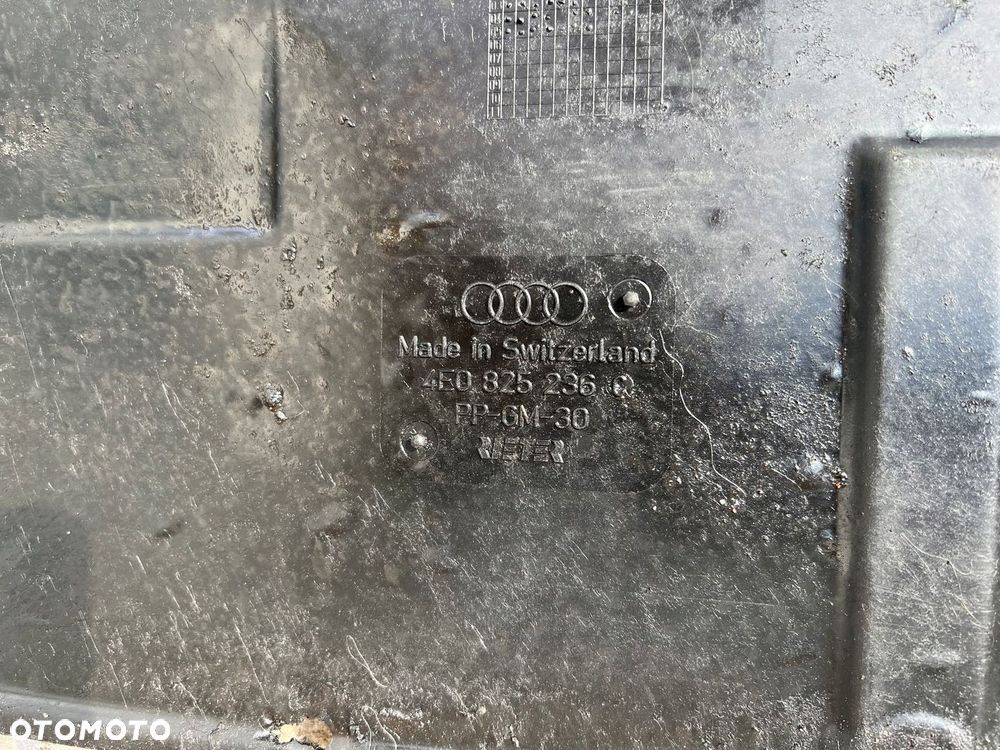 Made in Switzerland
4E0 825 236 Q
PP-GM-30
RIETER
OTOMOTO